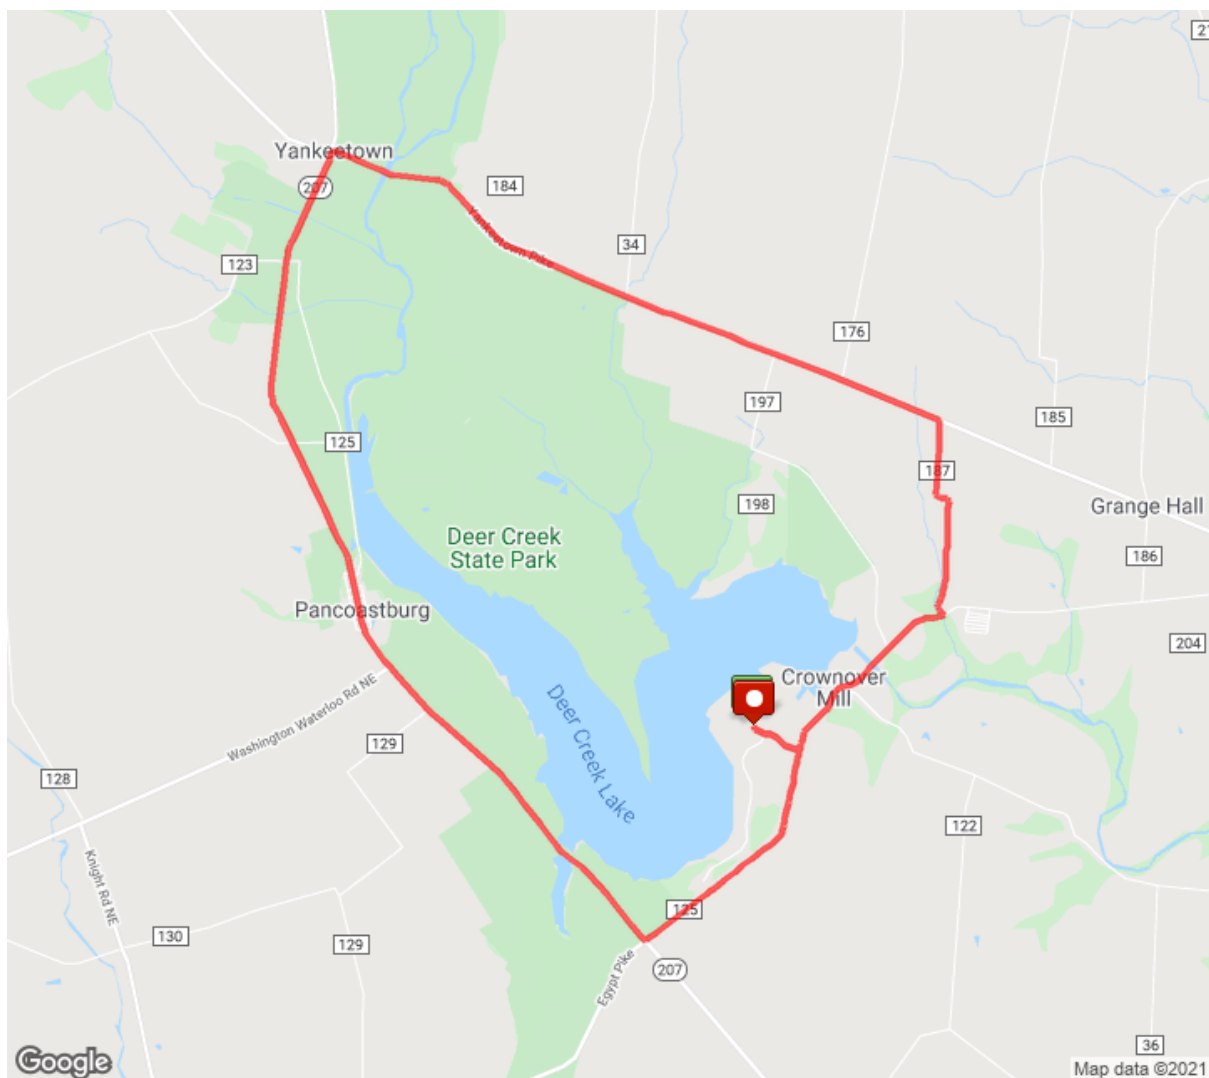 21
Yankeetown
207
184
Yankeetown Pike
34
123
176
197
185
125
187
198
Grange Hall
Deer Creek
State Park
186
Pancoastburg
204
Crownover
Mill
Washington Waterloo Rd NE
Deer Creek Lake
129
128
122
Knight Rd NE
125
130
129
Egypt Pike
207
36
Google
Map data ©2021